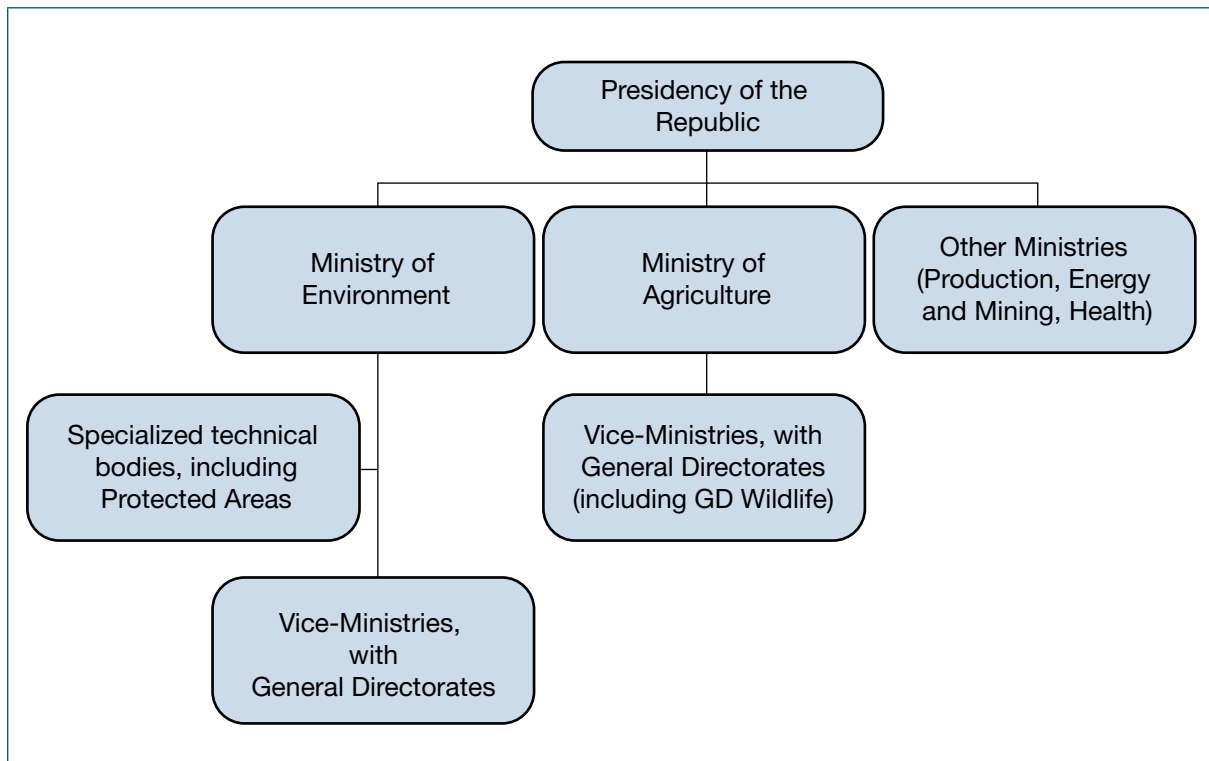 Presidency of the
Republic
Ministry of
Environment
Ministry of
Agriculture
Other Ministries
(Production, Energy
and Mining, Health)
Specialized technical
bodies, including
Protected Areas
Vice-Ministries, with
General Directorates
(including GD Wildlife)
Vice-Ministries,
with
General Directorates